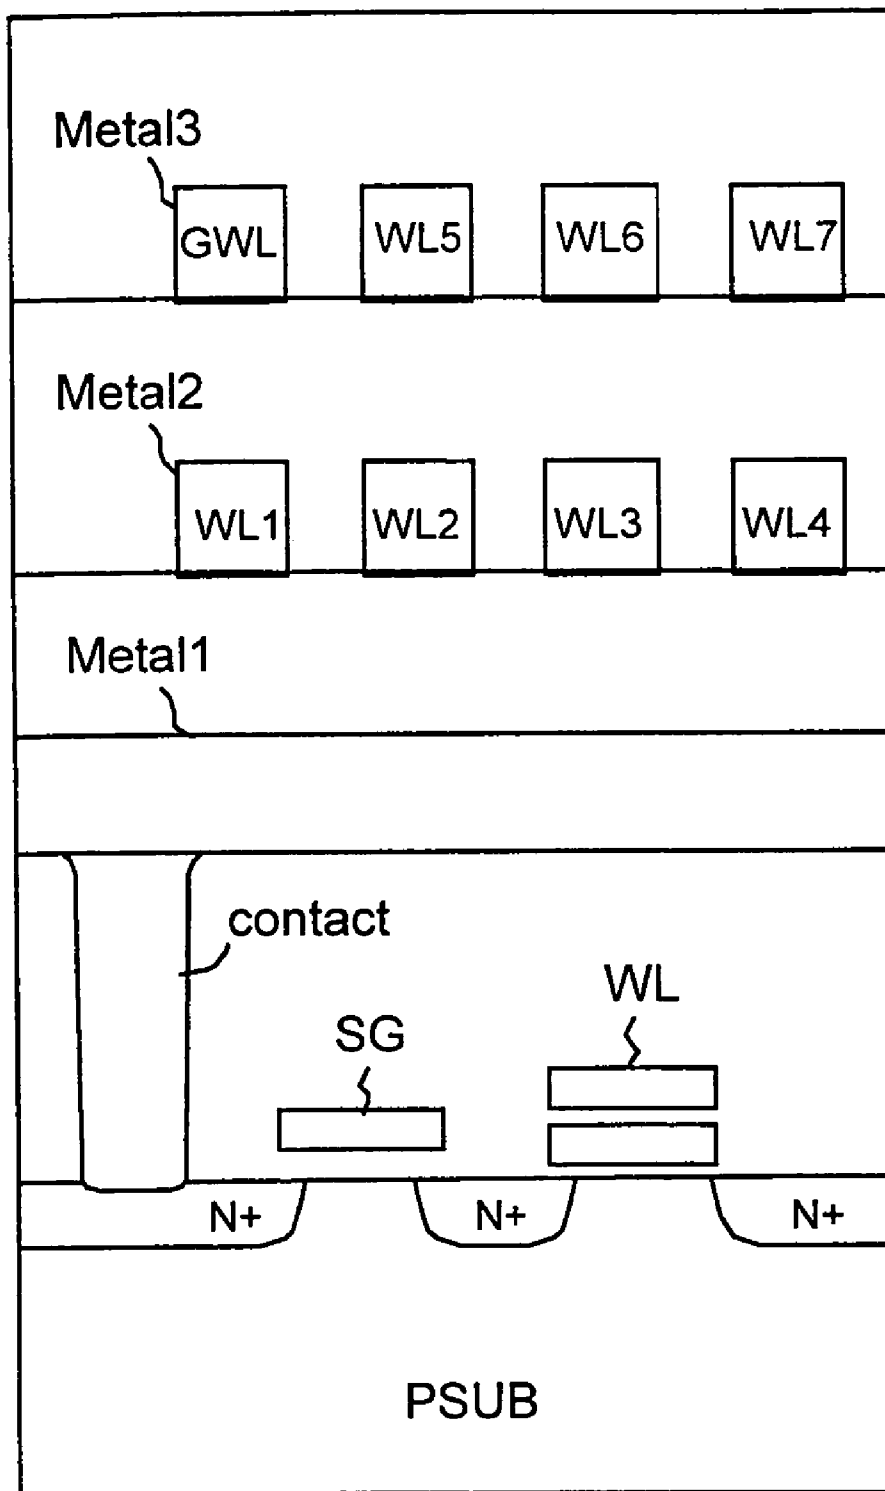 Metal3
GWL WL5 WL6 WL7
Metal2
WL1 WL2 WL3 WL4
Metal1
contact
WL
SG
N+ N+ N+
PSUB